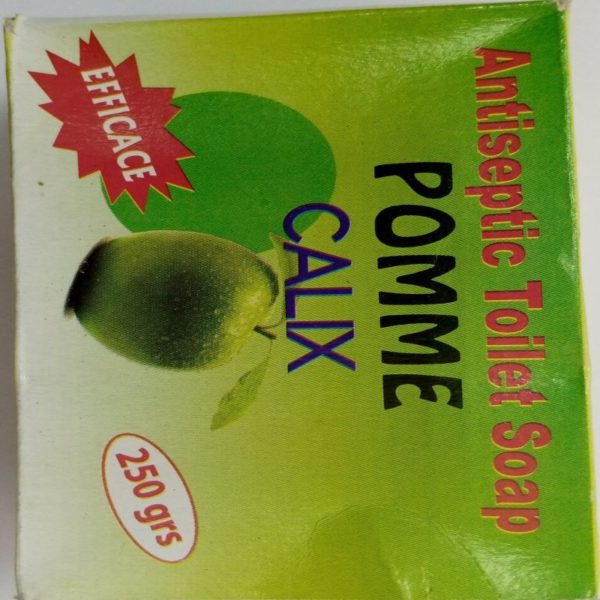 Antiseptic Toilet Soap
POMME
CALIX
EFFICACE
250 grs